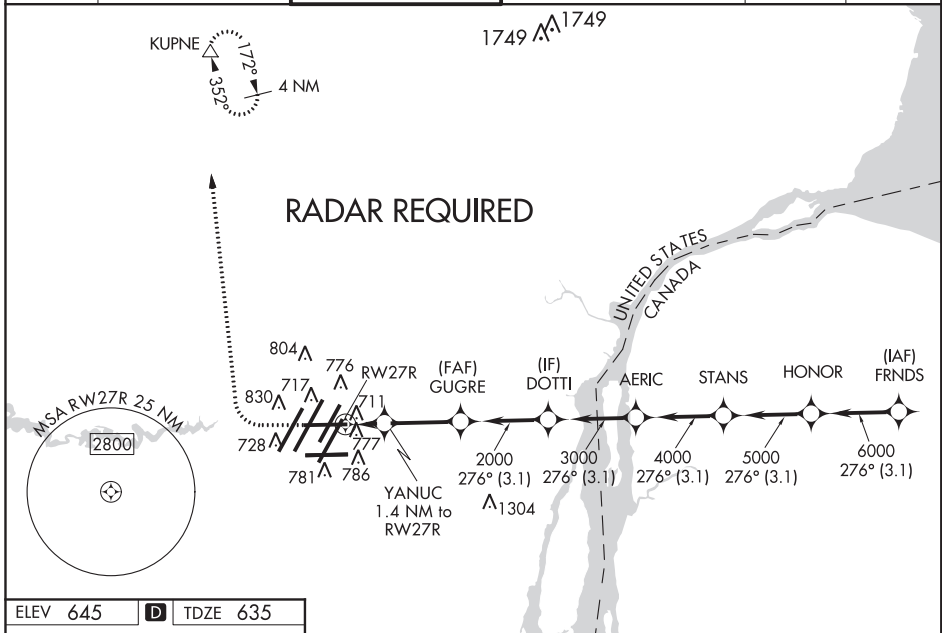 1749
1749
KUPNE
172°
352°
4 NM
RADAR REQUIRED
UNITED STATES
CANADA
804
776
RW27R
(FAF)
GUGRE
(IF)
DOTTI
AERIC
STANS
HONOR
(IAF)
FRNDS
830
717
711
728
777
781
786
MSA RW27R 25 NM
2800
YANUC
1.4 NM to
RW27R
2000
276° (3.1)
3000
276° (3.1)
4000
276° (3.1)
5000
276° (3.1)
6000
276° (3.1)
1304
ELEV 645 D TDZE 635